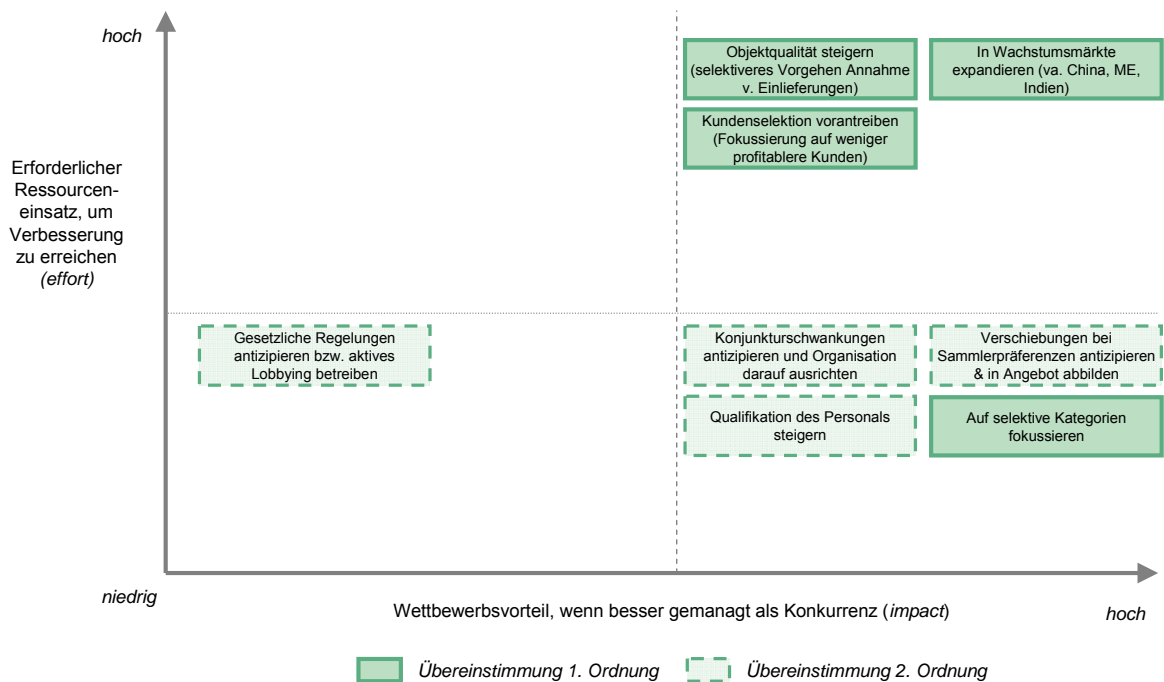 hoch
Objektqualität steigern
(selektiveres Vorgehen Annahme
v. Einlieferungen)
In Wachstumsmärkte
expandieren (va. China, ME,
Indien)
Kundenselektion vorantreiben
(Fokussierung auf weniger
profitablere Kunden)
Erforderlicher
Ressourcen-
einsatz, um
Verbesserung
zu erreichen
(effort)
Gesetzliche Regelungen
antizipieren bzw. aktives
Lobbying betreiben
Konjunkturschwankungen
antizipieren und Organisation
darauf ausrichten
Verschiebungen bei
Sammlerpräferenzen antizipieren
& in Angebot abbilden
Qualifikation des Personals
steigern
Auf selektive Kategorien
fokussieren
niedrig
Wettbewerbsvorteil, wenn besser gemanagt als Konkurrenz (impact)
hoch
Übereinstimmung 1. Ordnung
Übereinstimmung 2. Ordnung